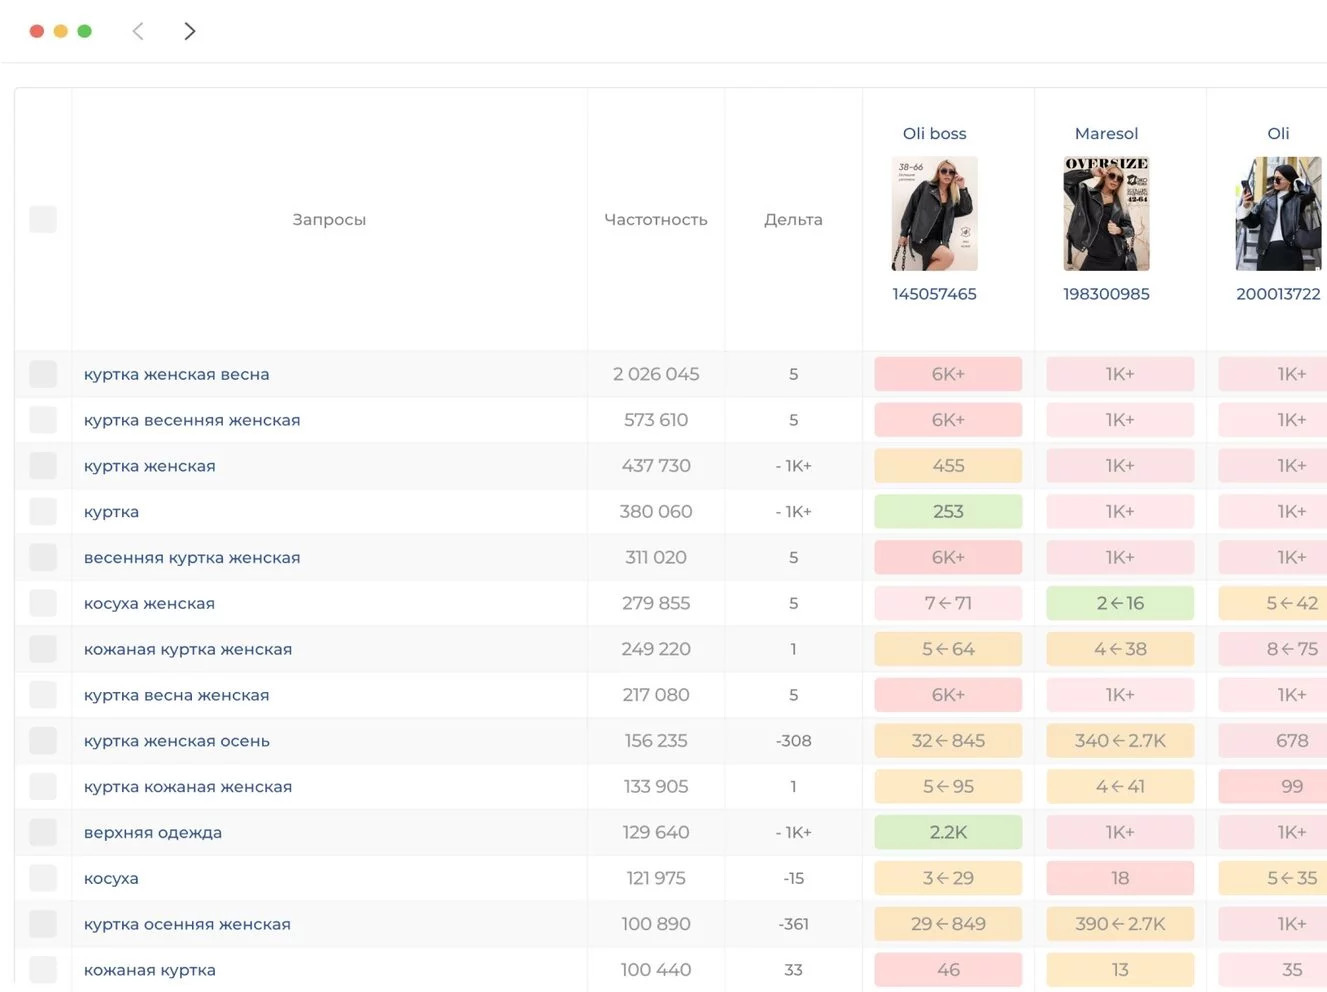 Oli boss
Maresol
Oli
38-66
OVERSIZE
42-64
Запросы
Частотность
Дельта
145057465
198300985
200013722
куртка женская весна 2 026 045 5 6K+ 1K+ 1K+
куртка весенняя женская 573 610 5 6K+ 1K+ 1K+
куртка женская 437 730 - 1K+ 455 1K+ 1K+
куртка 380 060 - 1K+ 253 1K+ 1K+
весенняя куртка женская 311 020 5 6K+ 1K+ 1K+
косуха женская 279 855 5 7←71 2←16 5←42
кожаная куртка женская 249 220 1 5←64 4←38 8←75
куртка весна женская 217 080 5 6K+ 1K+ 1K+
куртка женская осень 156 235 -308 32←845 340←2.7K 678
куртка кожаная женская 133 905 1 5←95 4←41 99
верхняя одежда 129 640 - 1K+ 2.2K 1K+ 1K+
косуха 121 975 -15 3←29 18 5←35
куртка осенняя женская 100 890 -361 29←849 390←2.7K 1K+
кожаная куртка 100 440 33 46 13 35